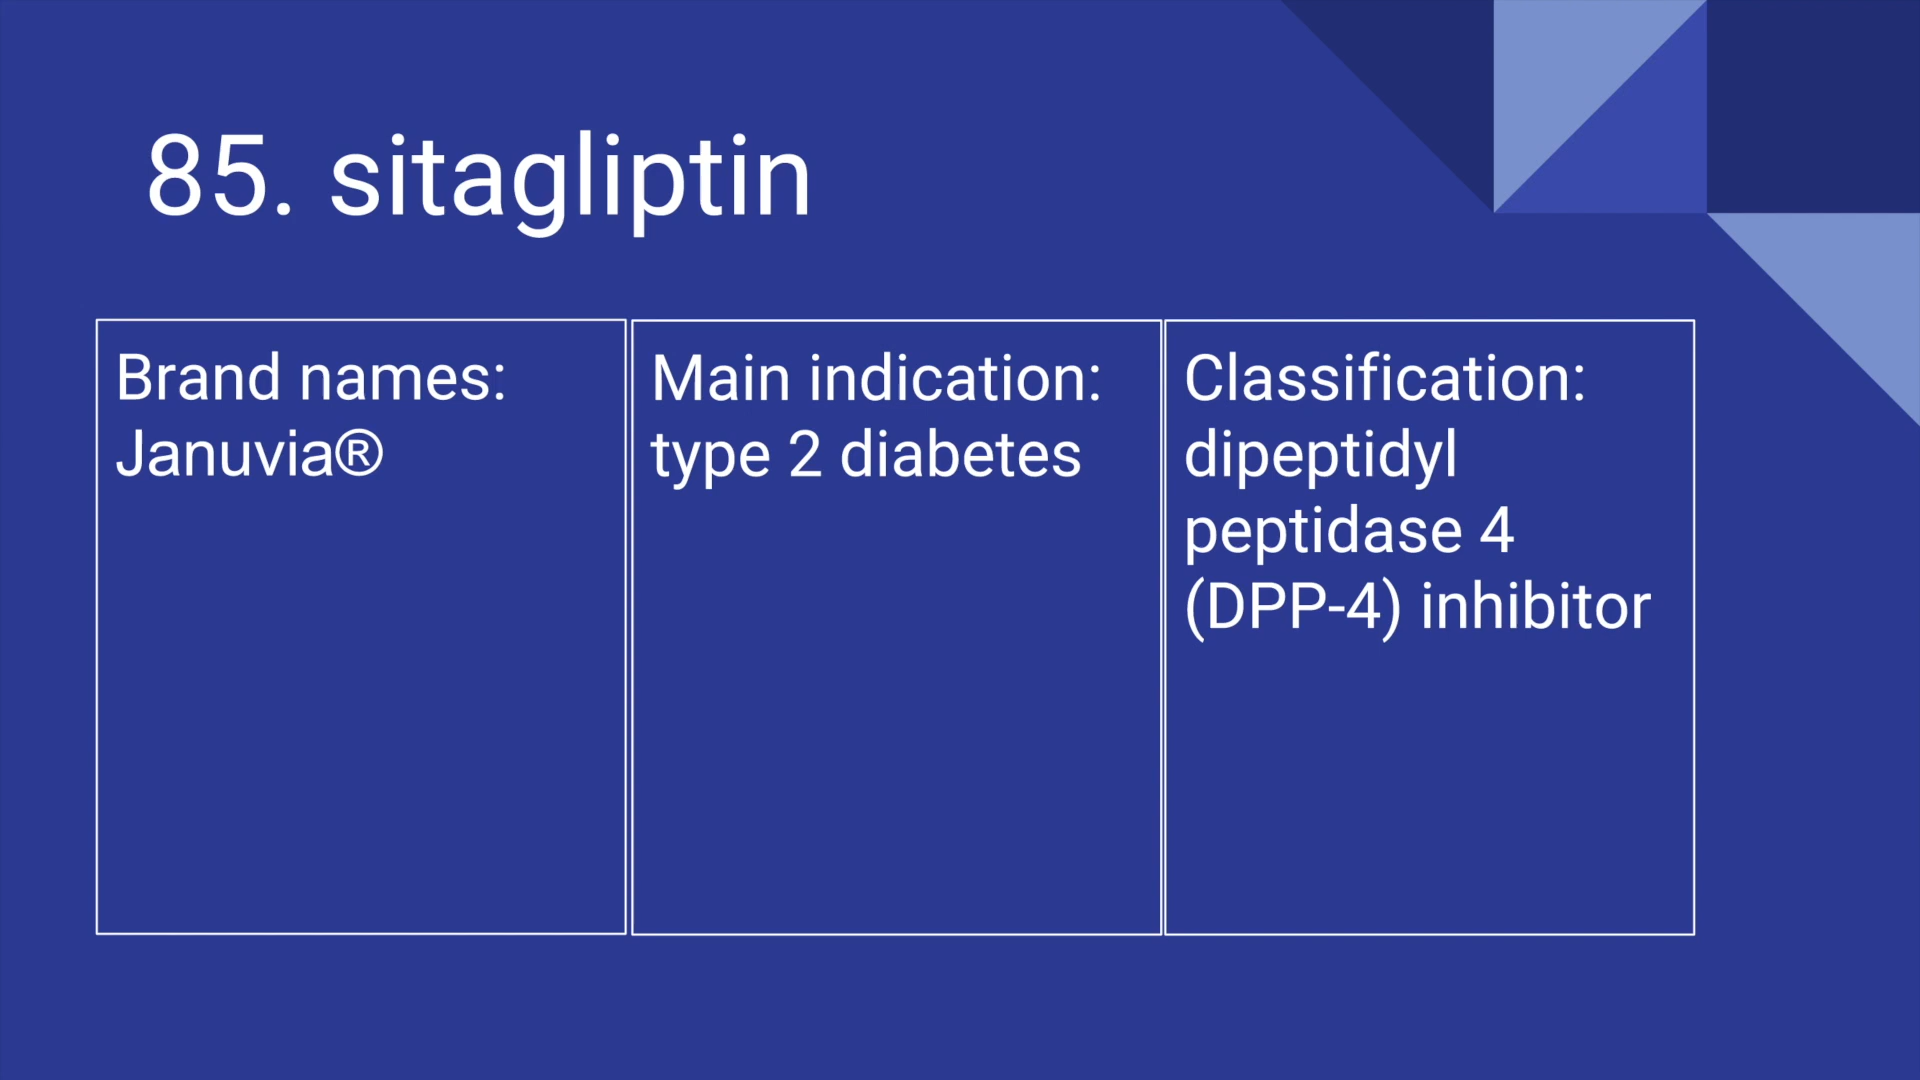 85. sitagliptin
Brand names:
Januvia®
Main indication:
type 2 diabetes
Classification:
dipeptidyl
peptidase 4
(DPP-4) inhibitor